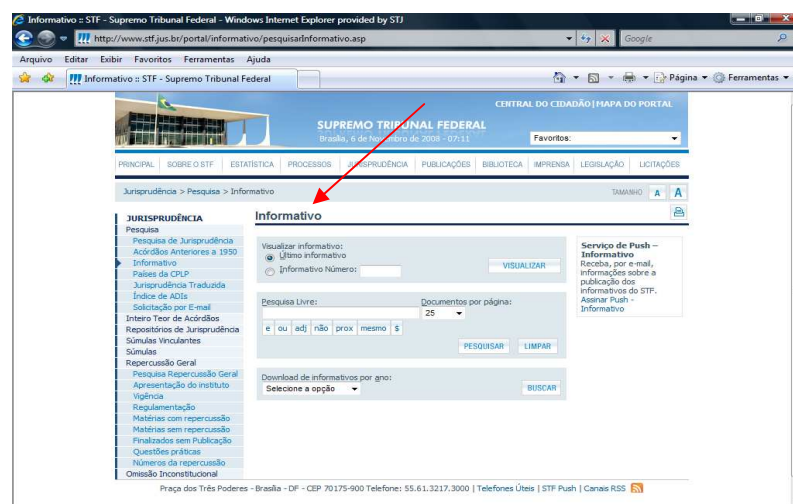 Informativo :: STF - Supremo Tribunal Federal - Windows Internet Explorer provided by STJ
http://www.stf.jus.br/portal/informativo/pesquisarInformativo.asp
Google
Arquivo Editar Exibir Favoritos Ferramentas Ajuda
Informativo :: STF - Supremo Tribunal Federal
Página Ferramentas
CENTRAL DO CIDADÃO | MAPA DO PORTAL
SUPREMO TRIBUNAL FEDERAL
Brasília, 6 de Novembro de 2008 - 07:11
Favoritos:
PRINCIPAL SOBRE O STF ESTATÍSTICA PROCESSOS JURISPRUDÊNCIA PUBLICAÇÕES BIBLIOTECA IMPRENSA LEGISLAÇÃO LICITAÇÕES
Jurisprudência > Pesquisa > Informativo
TAMANHO A A
JURISPRUDÊNCIA
Pesquisa
Pesquisa de Jurisprudência
Acórdãos Anteriores a 1950
Informativo
Países da CPLP
Jurisprudência Traduzida
Índice de ADIs
Solicitação por E-mail
Inteiro Teor de Acórdãos
Repositórios de Jurisprudência
Súmulas Vinculantes
Súmulas
Repercussão Geral
Pesquisa Repercussão Geral
Apresentação do instituto
Vigência
Regulamentação
Matérias com repercussão
Matérias sem repercussão
Finalizados sem Publicação
Questões práticas
Números da repercussão
Omissão Inconstitucional
Informativo
Visualizar informativo:
Último informativo
Informativo Número:
VISUALIZAR
Pesquisa Livre:
Documentos por página:
25
e ou adj não prox mesmo $
PESQUISAR LIMPAR
Download de informativos por ano:
Selecione a opção
BUSCAR
Serviço de Push –
Informativo
Receba, por e-mail,
informações sobre a
publicação dos
informativos do STF.
Assinar Push -
Informativo
Praça dos Três Poderes - Brasília - DF - CEP 70175-900 Telefone: 55.61.3217.3000 | Telefones Úteis | STF Push | Canais RSS